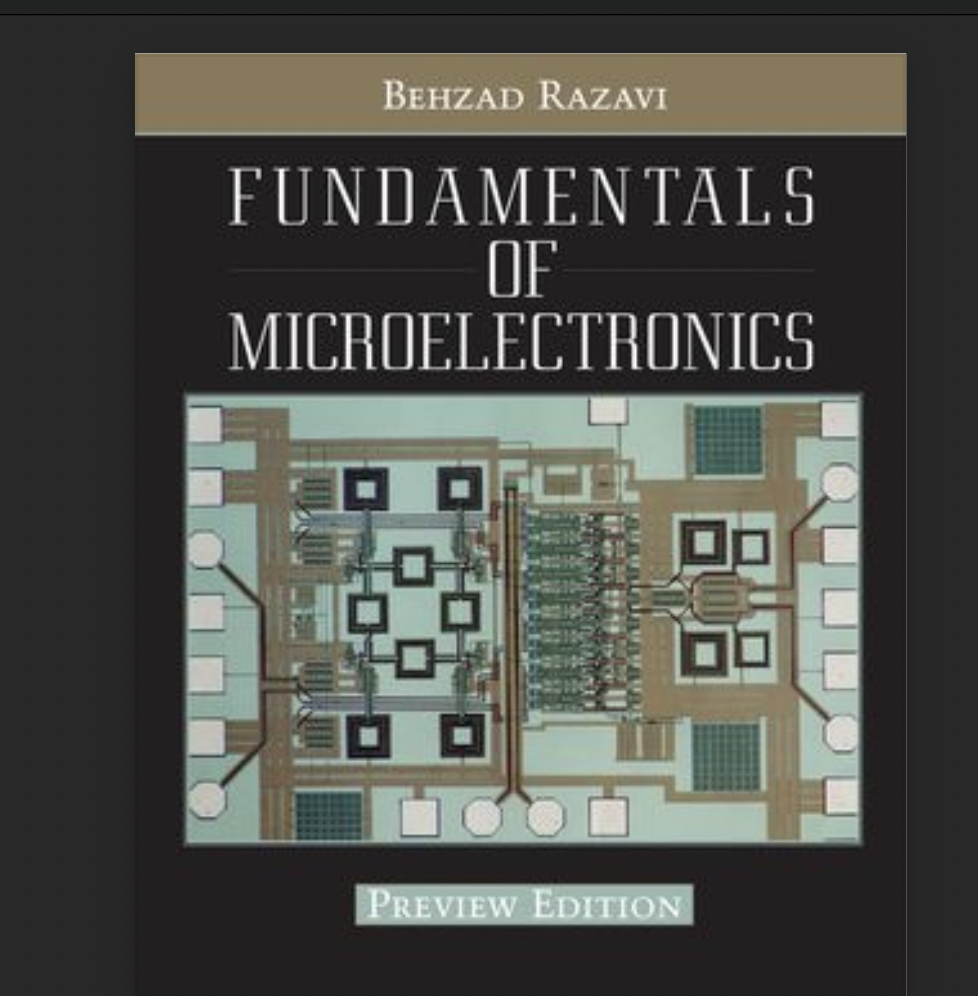 BEHZAD RAZAVI
FUNDAMENTALS
OF
MICROELECTRONICS
PREVIEW EDITION